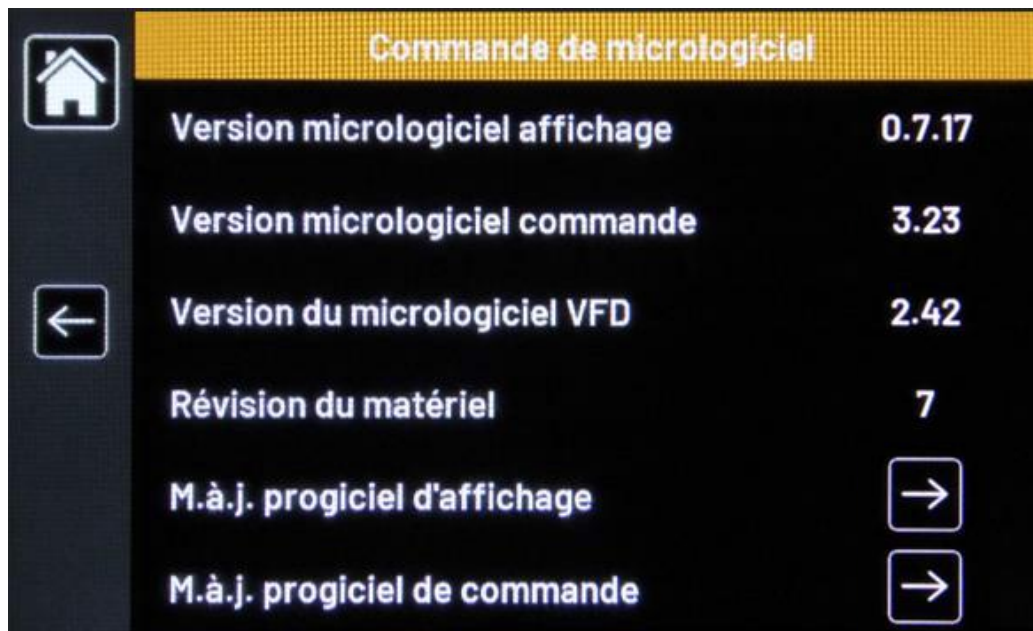 Commande de micrologiciel
Version micrologiciel affichage 0.7.17
Version micrologiciel commande 3.23
Version du micrologiciel VFD 2.42
Révision du matériel 7
M.à.j. progiciel d'affichage
M.à.j. progiciel de commande